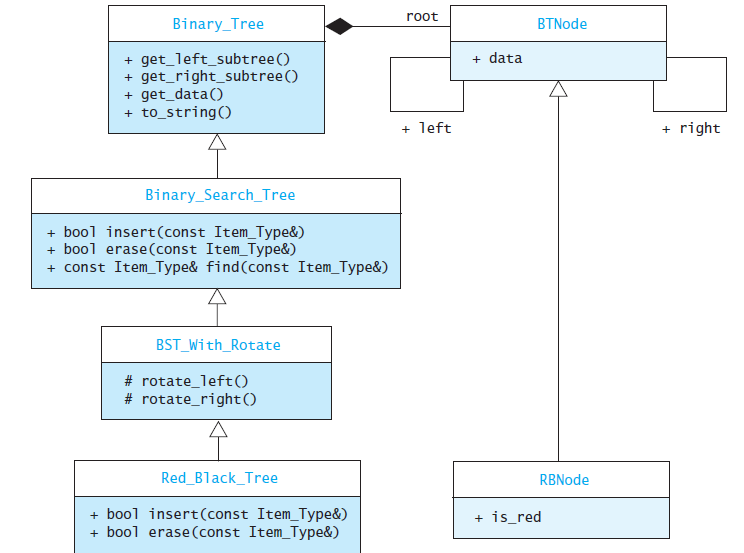 Binary_Tree
+ get_left_subtree()
+ get_right_subtree()
+ get_data()
+ to_string()
root
BTNode
+ data
+ left
+ right
Binary_Search_Tree
+ bool insert(const Item_Type&)
+ bool erase(const Item_Type&)
+ const Item_Type& find(const Item_Type&)
BST_With_Rotate
# rotate_left()
# rotate_right()
Red_Black_Tree
+ bool insert(const Item_Type&)
+ bool erase(const Item_Type&)
RBNode
+ is_red